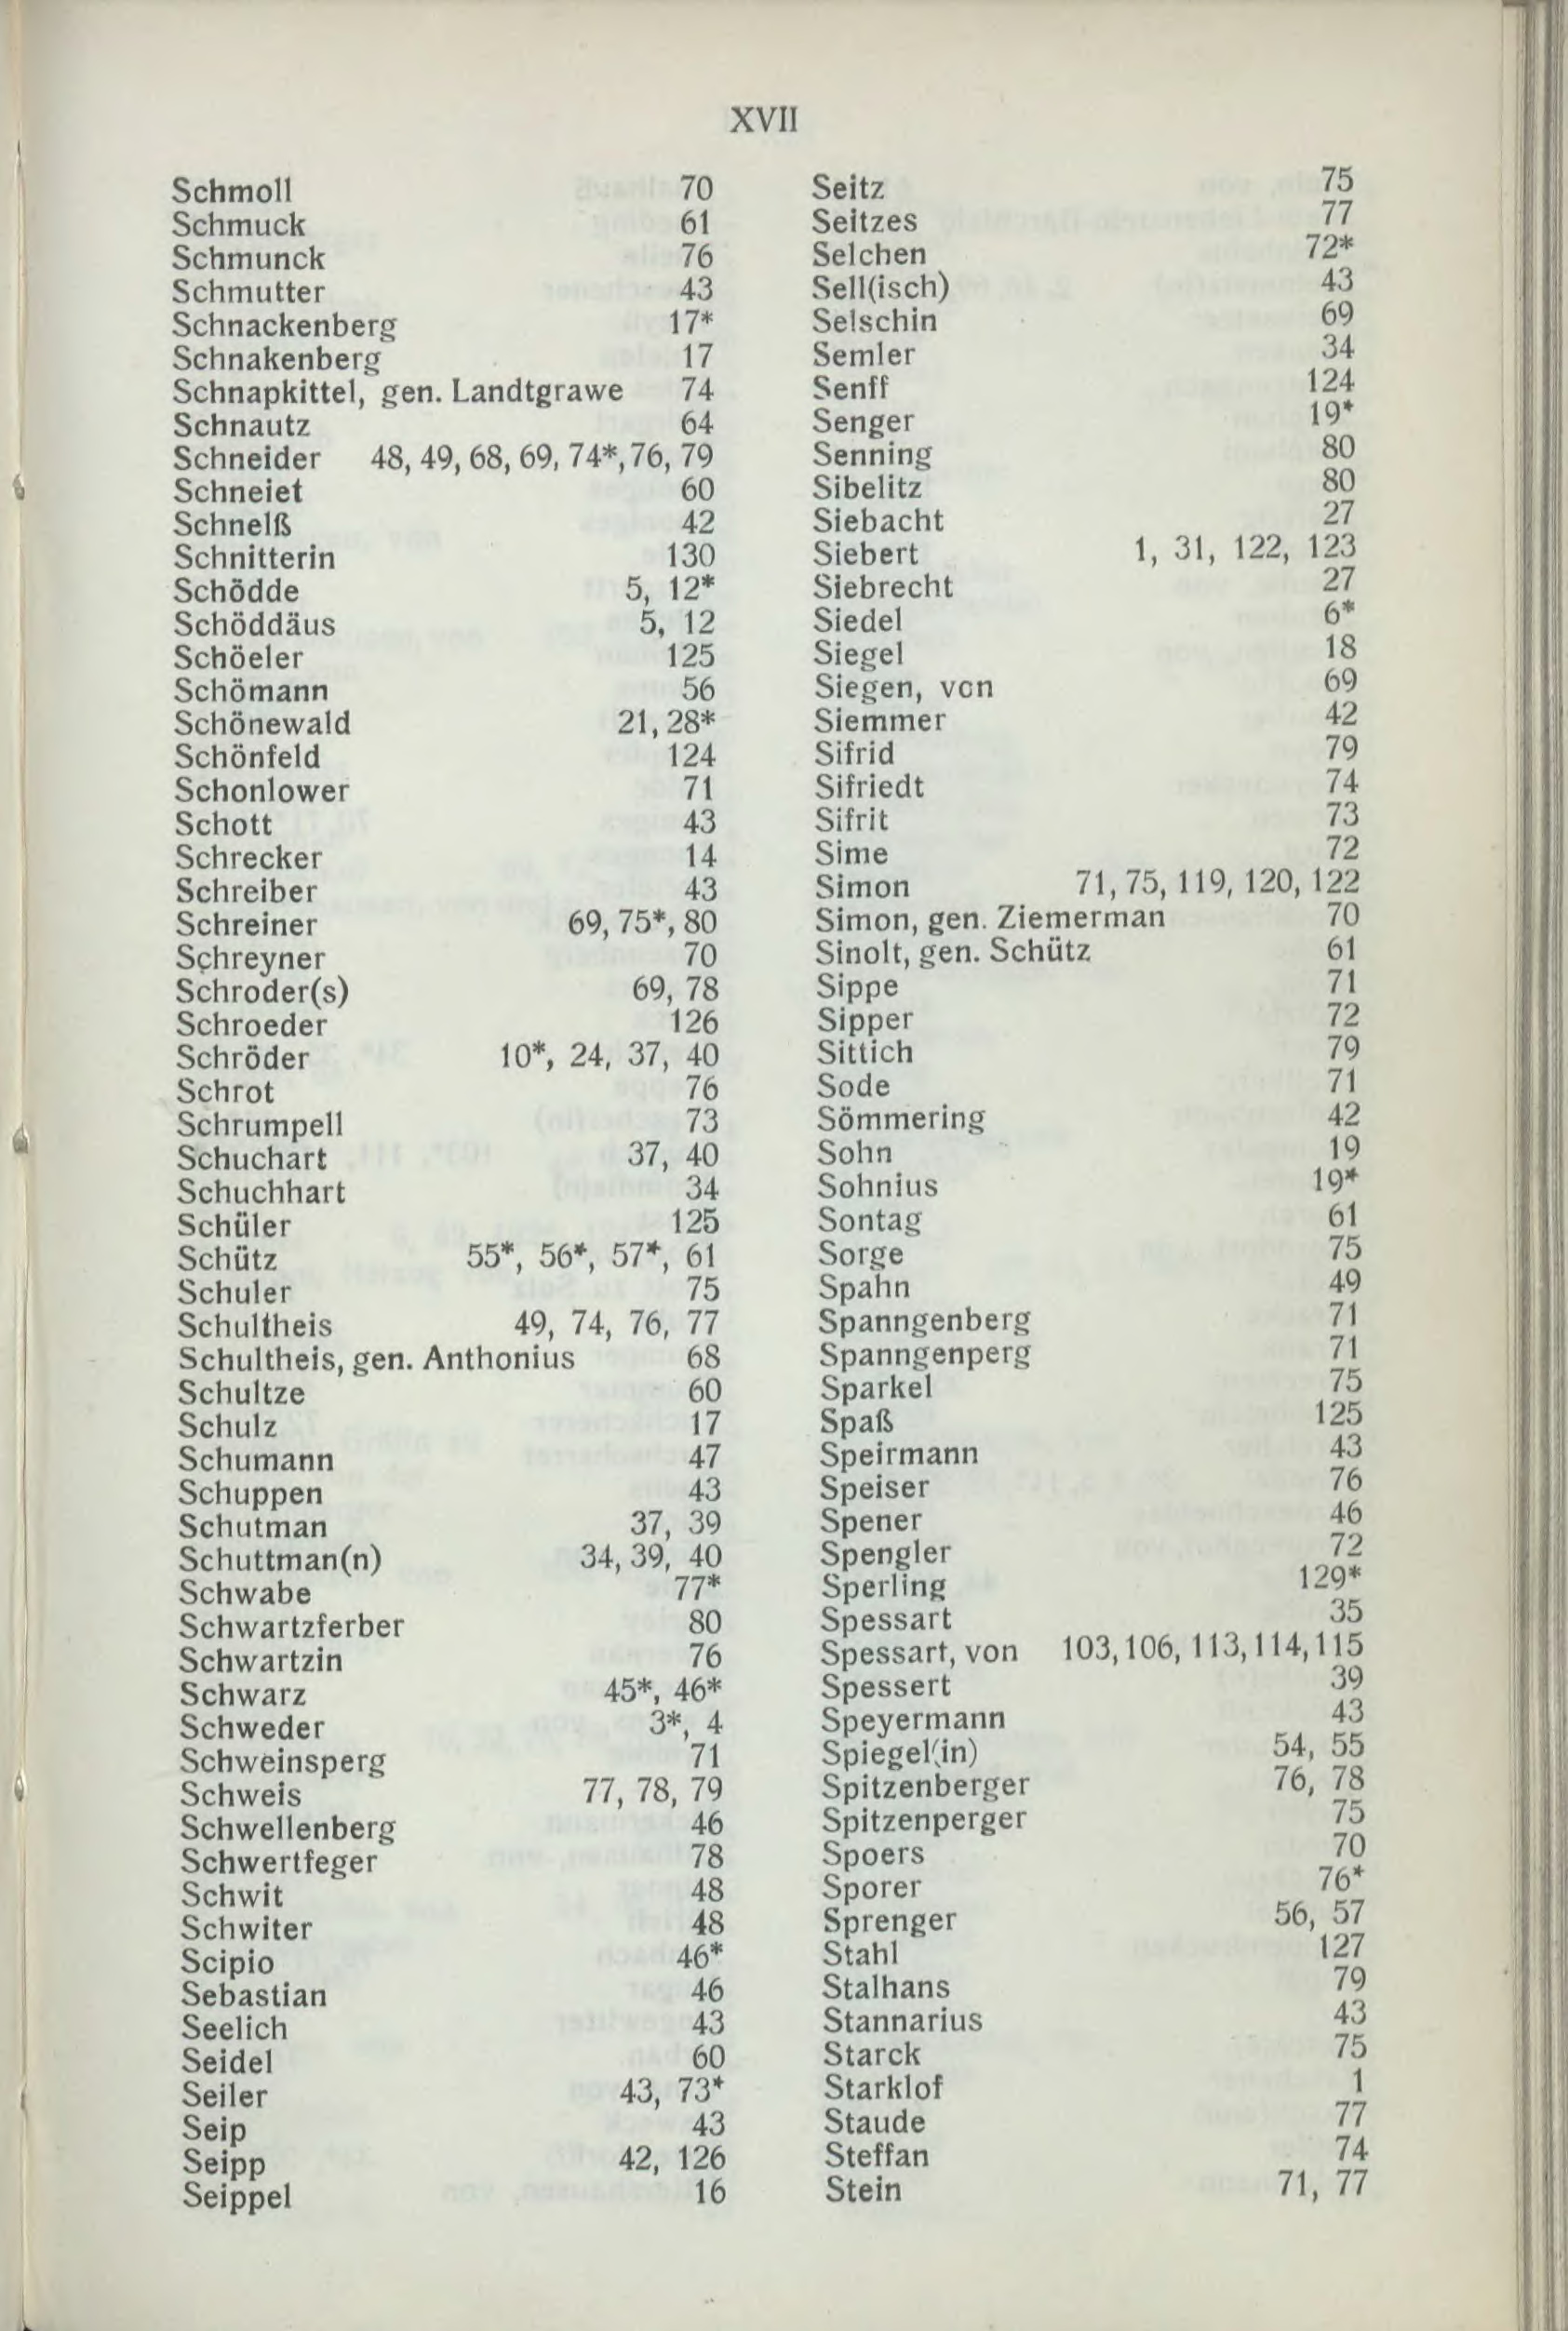 XVII
Schmoll 70
Schmuck 61
Schmunck 76
Schmutter 43
Schnackenberg 17*
Schnakenberg 17
Schnapkittel, gen. Landtgrawe 74
Schnautz 64
Schneider 48, 49, 68, 69, 74*, 76, 79
Schneiet 60
Schnelß 42
Schnitterin 130
Schödde 5, 12*
Schöddäus 5, 12
Schöeler 125
Schömann 56
Schönewald 21, 28*
Schönfeld 124
Schonlower 71
Schott 43
Schrecker 14
Schreiber 43
Schreiner 69, 75*, 80
Schreyner 70
Schroder(s) 69, 78
Schroeder 126
Schröder 10*, 24, 37, 40
Schrot 76
Schrumpell 73
Schuchart 37, 40
Schuchhart 34
Schüler 125
Schütz 55*, 56*, 57*, 61
Schuler 75
Schultheis 49, 74, 76, 77
Schultheis, gen. Anthonius 68
Schultze 60
Schulz 17
Schumann 47
Schuppen 43
Schutman 37, 39
Schuttman(n) 34, 39, 40
Schwabe 77*
Schwartzferber 80
Schwartzin 76
Schwarz 45*, 46*
Schweder 3*, 4
Schweinsperg 71
Schweis 77, 78, 79
Schwellenberg 46
Schwertfeger 78
Schwit 48
Schwiter 48
Scipio 46*
Sebastian 46
Seelich 43
Seidel 60
Seiler 43, 73*
Seip 43
Seipp 42, 126
Seippel 16
Seitz 75
Seitzes 77
Selchen 72*
Sell(isch) 43
Selschin 69
Semler 34
Senff 124
Senger 19*
Senning 80
Sibelitz 80
Siebacht 27
Siebert 1, 31, 122, 123
Siebrecht 27
Siedel 6*
Siegel 18
Siegen, von 69
Siemmer 42
Sifrid 79
Sifriedt 74
Sifrit 73
Sime 72
Simon 71, 75, 119, 120, 122
Simon, gen. Ziemerman 70
Sinolt, gen. Schütz 61
Sippe 71
Sipper 72
Sittich 79
Sode 71
Sömmering 42
Sohn 19
Sohnius 19*
Sontag 61
Sorge 75
Spahn 49
Spanngenberg 71
Spanngenperg 71
Sparkel 75
Spaß 125
Speirmann 43
Speiser 76
Spener 46
Spengler 72
Sperling 129*
Spessart 35
Spessart, von 103, 106, 113, 114, 115
Spessert 39
Speyermann 43
Spiegel(in) 54, 55
Spitzenberger 76, 78
Spitzenperger 75
Spoers 70
Sporer 76*
Sprenger 56, 57
Stahl 127
Stalhans 79
Stannarius 43
Starck 75
Starklof 1
Staude 77
Steffan 74
Stein 71, 77